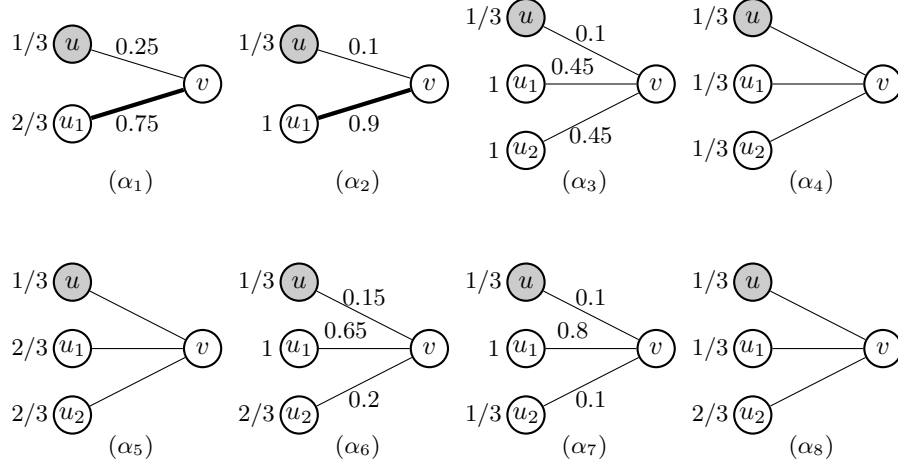 1/3 u 0.25 v 2/3 u₁ 0.75
(α₁)
1/3 u 0.1 v 1 u₁ 0.9
(α₂)
1/3 u 0.1 1 u₁ 0.45 v 1 u₂ 0.45
(α₃)
1/3 u 1/3 u₁ v 1/3 u₂
(α₄)
1/3 u 2/3 u₁ v 2/3 u₂
(α₅)
1/3 u 0.15 1 u₁ 0.65 v 2/3 u₂ 0.2
(α₆)
1/3 u 0.1 1 u₁ 0.8 v 1/3 u₂ 0.1
(α₇)
1/3 u 1/3 u₁ v 2/3 u₂
(α₈)